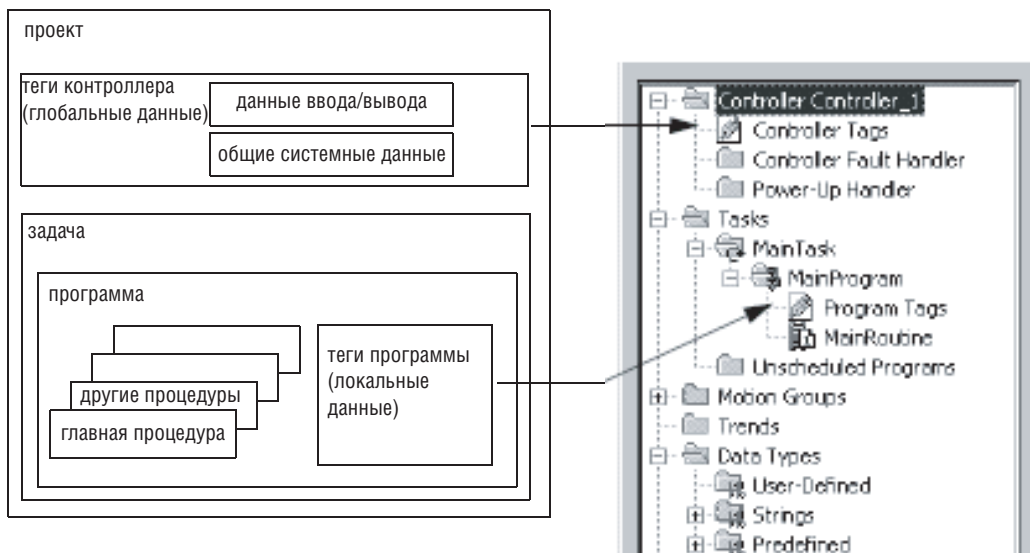 проект
теги контроллера
(глобальные данные)
данные ввода/вывода
общие системные данные
задача
программа
другие процедуры
главная процедура
теги программы
(локальные
данные)
Controller Controller_1
Controller Tags
Controller Fault Handler
Power-Up Handler
Tasks
MainTask
MainProgram
Program Tags
MainRoutine
Unscheduled Programs
Motion Groups
Trends
Data Types
User-Defined
Strings
Predefined